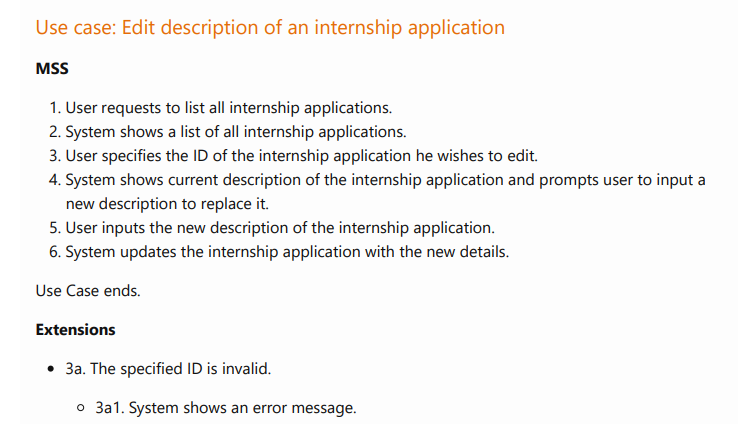 Use case: Edit description of an internship application
MSS
1. User requests to list all internship applications.
2. System shows a list of all internship applications.
3. User specifies the ID of the internship application he wishes to edit.
4. System shows current description of the internship application and prompts user to input a
new description to replace it.
5. User inputs the new description of the internship application.
6. System updates the internship application with the new details.
Use Case ends.
Extensions
• 3a. The specified ID is invalid.
○ 3a1. System shows an error message.